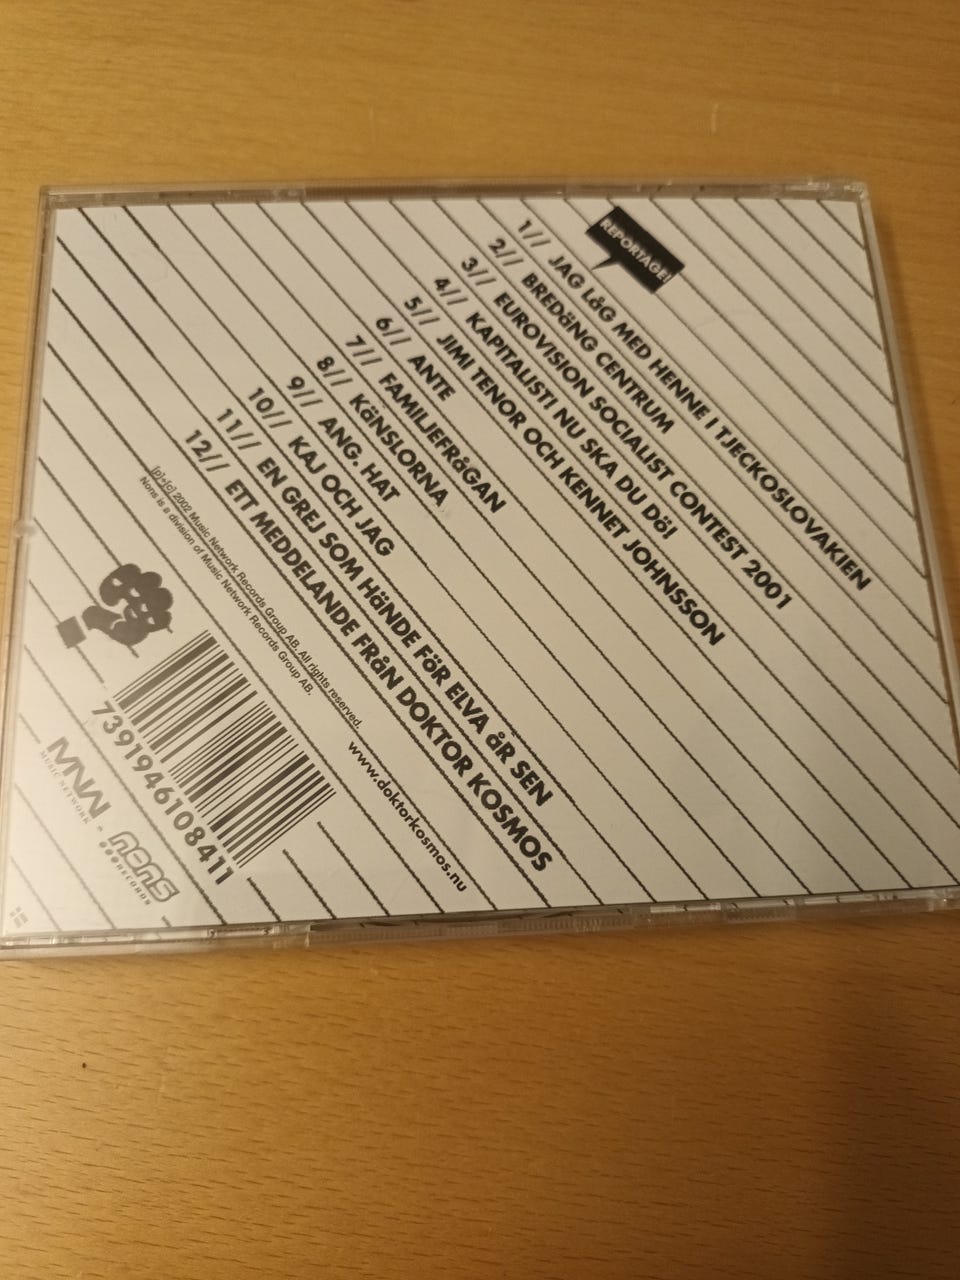 REPORTAGE!
1// JAG LåG MED HENNE I TJECKOSLOVAKIEN
2// BREDäNG CENTRUM
3// EUROVISION SOCIALIST CONTEST 2001
4// KAPITALIST! NU SKA DU Dö!
5// JIMI TENOR OCH KENNET JOHNSSON
6// ANTE
7// FAMILJEFRåGAN
8// KäNSLORNA
9// ANG. HAT
10// KAJ OCH JAG
11// EN GREJ SOM HäNDE FöR ELVA åR SEN
12// ETT MEDDELANDE FRåN DOKTOR KOSMOS
[p]+[c] 2002 Music Network Records Group AB. All rights reserved.
Nons is a division of Music Network Records Group AB.
www.doktorkosmos.nu
7391946108411
MNW
MUSIC NETWORK
nons
RECORDS